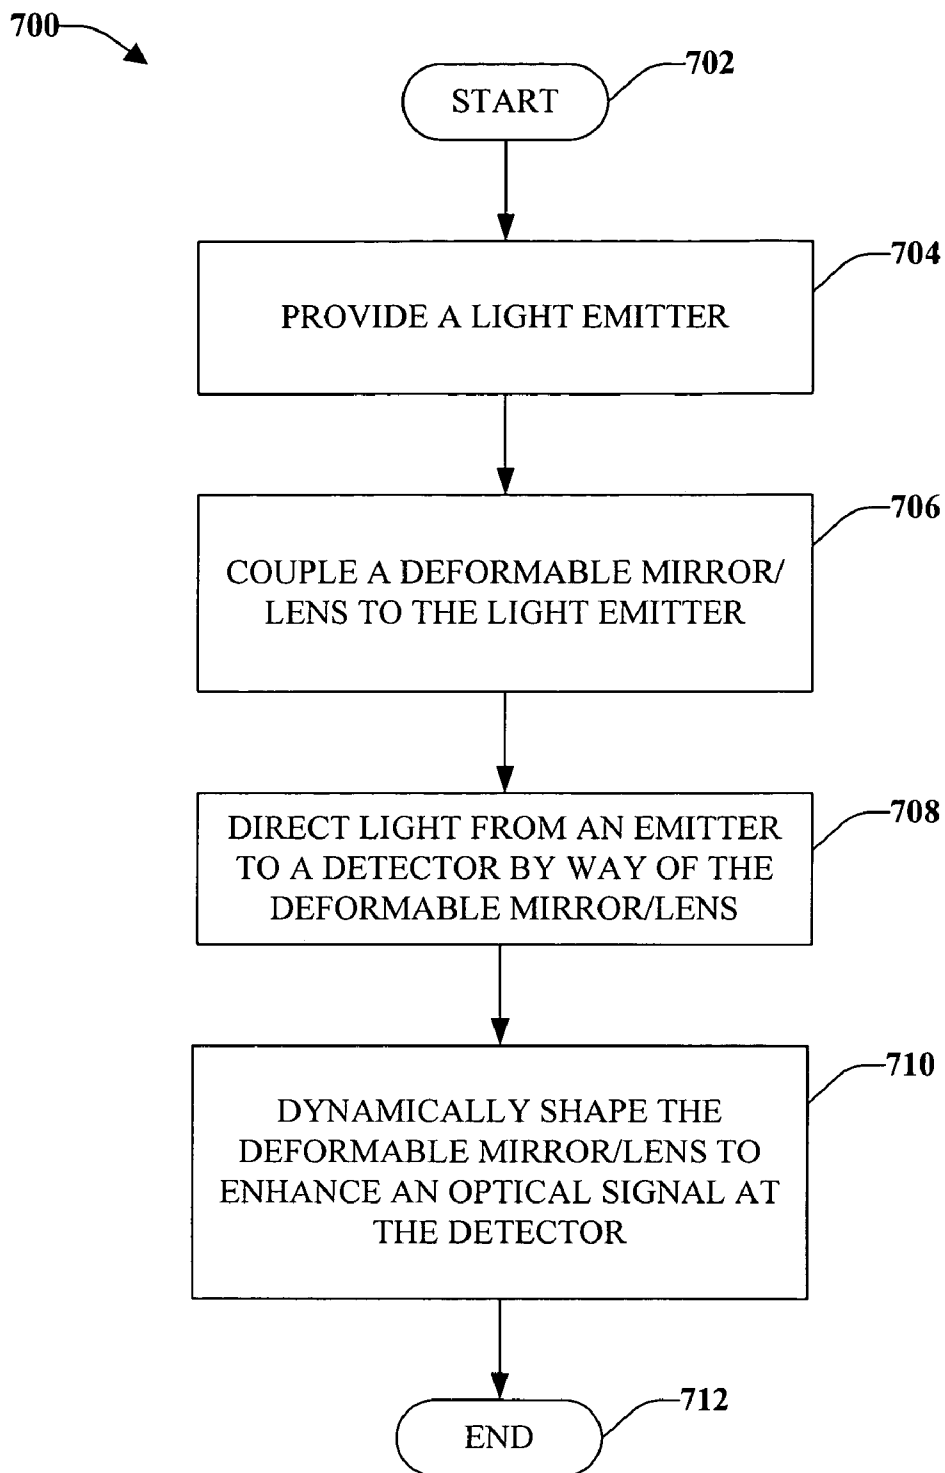 700
702
START
704
PROVIDE A LIGHT EMITTER
706
COUPLE A DEFORMABLE MIRROR/
LENS TO THE LIGHT EMITTER
708
DIRECT LIGHT FROM AN EMITTER
TO A DETECTOR BY WAY OF THE
DEFORMABLE MIRROR/LENS
710
DYNAMICALLY SHAPE THE
DEFORMABLE MIRROR/LENS TO
ENHANCE AN OPTICAL SIGNAL AT
THE DETECTOR
712
END